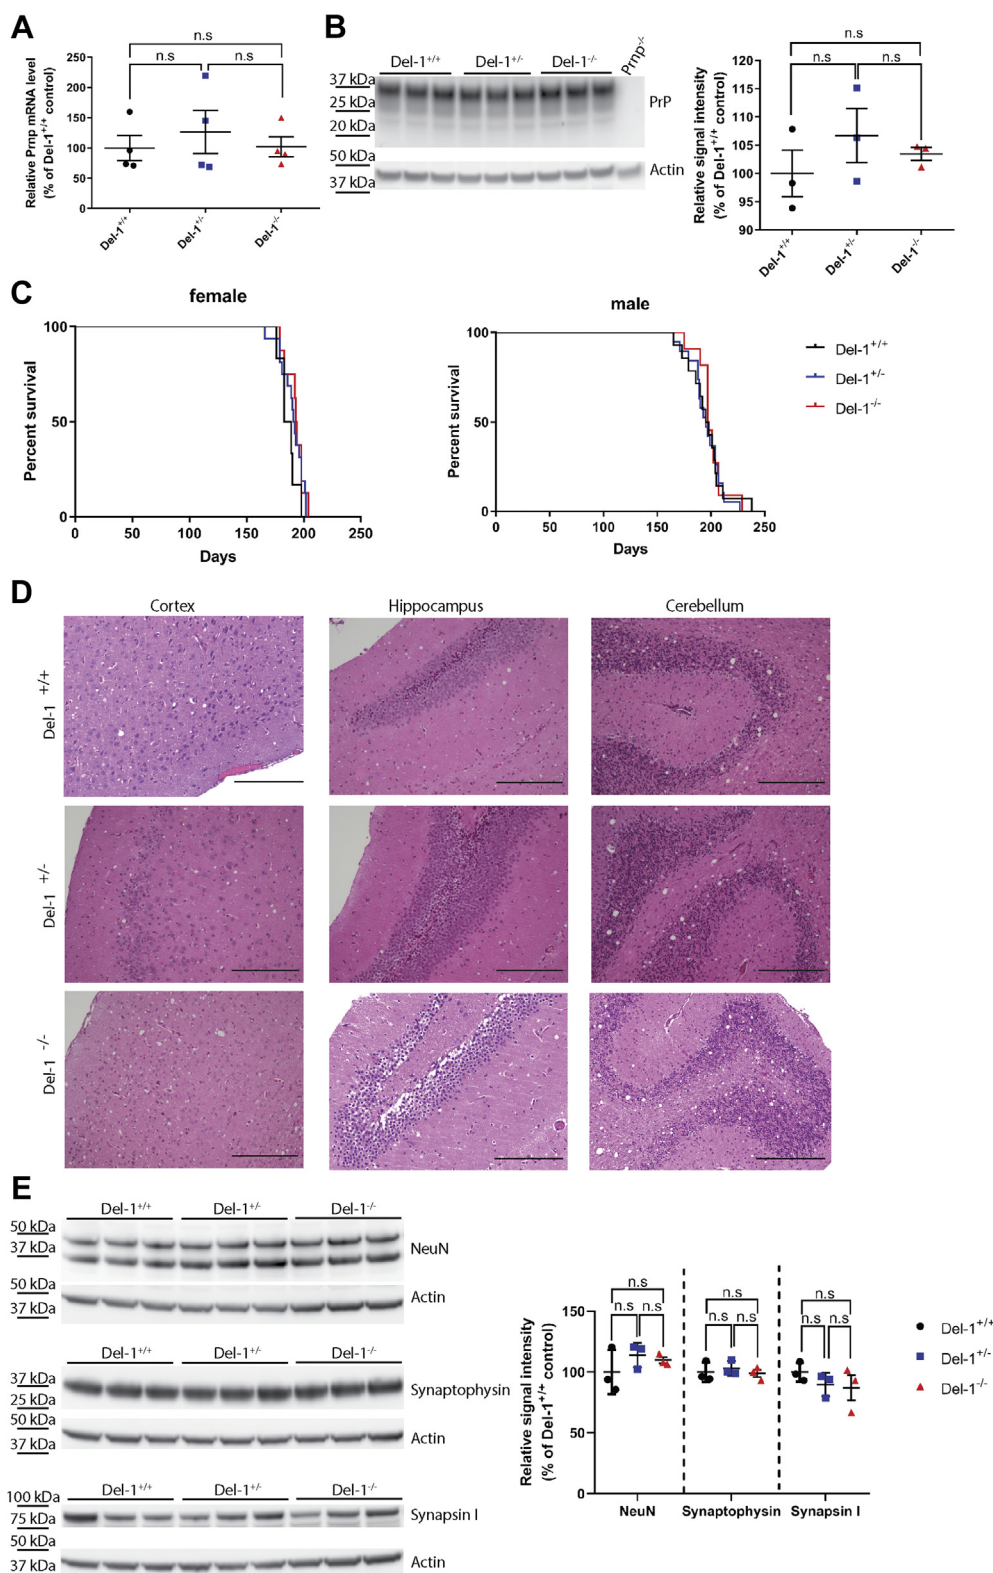 A
Relative Prnp mRNA level
(% of Del-1+/+ control)
250
200
150
100
50
0
n.s
n.s
n.s
Del-1+/+
Del-1+/-
Del-1-/-
B
Del-1+/+
Del-1+/-
Del-1-/-
Prnp-/-
37 kDa
25 kDa
20 kDa
50 kDa
37 kDa
PrP
Actin
Relative signal intensity
(% of Del-1+/+ control)
120
115
110
105
100
95
90
n.s
n.s
n.s
Del-1+/+
Del-1+/-
Del-1-/-
C
female
Percent survival
100
50
0
0 50 100 150 200 250
Days
male
Percent survival
100
50
0
0 50 100 150 200 250
Days
Del-1+/+
Del-1+/-
Del-1-/-
D
Cortex
Hippocampus
Cerebellum
Del-1 +/+
Del-1 +/-
Del-1 -/-
E
Del-1+/+
Del-1+/-
Del-1-/-
50 kDa
37 kDa
NeuN
50 kDa
37 kDa
Actin
Del-1+/+
Del-1+/-
Del-1-/-
37 kDa
25 kDa
Synaptophysin
50 kDa
37 kDa
Actin
Del-1+/+
Del-1+/-
Del-1-/-
100 kDa
75 kDa
Synapsin I
50 kDa
37 kDa
Actin
Relative signal intensity
(% of Del-1+/+ control)
150
100
50
0
n.s
n.s
n.s
n.s
n.s
n.s
n.s
n.s
n.s
NeuN
Synaptophysin
Synapsin I
Del-1+/+
Del-1+/-
Del-1-/-